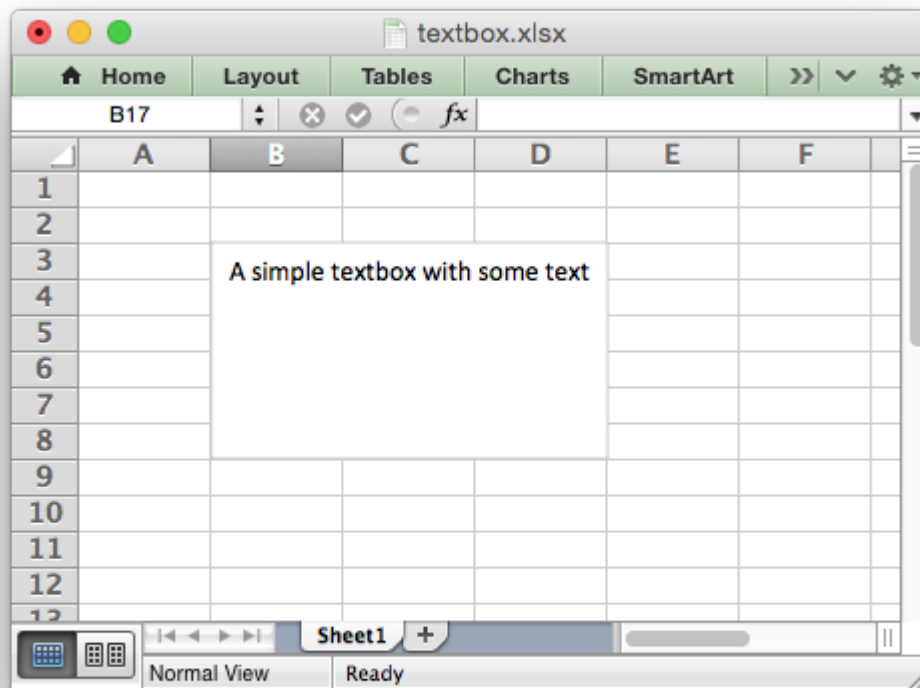 textbox.xlsx
Home Layout Tables Charts SmartArt
B17 fx
A B C D E F
1
2
3
A simple textbox with some text
4
5
6
7
8
9
10
11
12
13
Sheet1
Normal View Ready